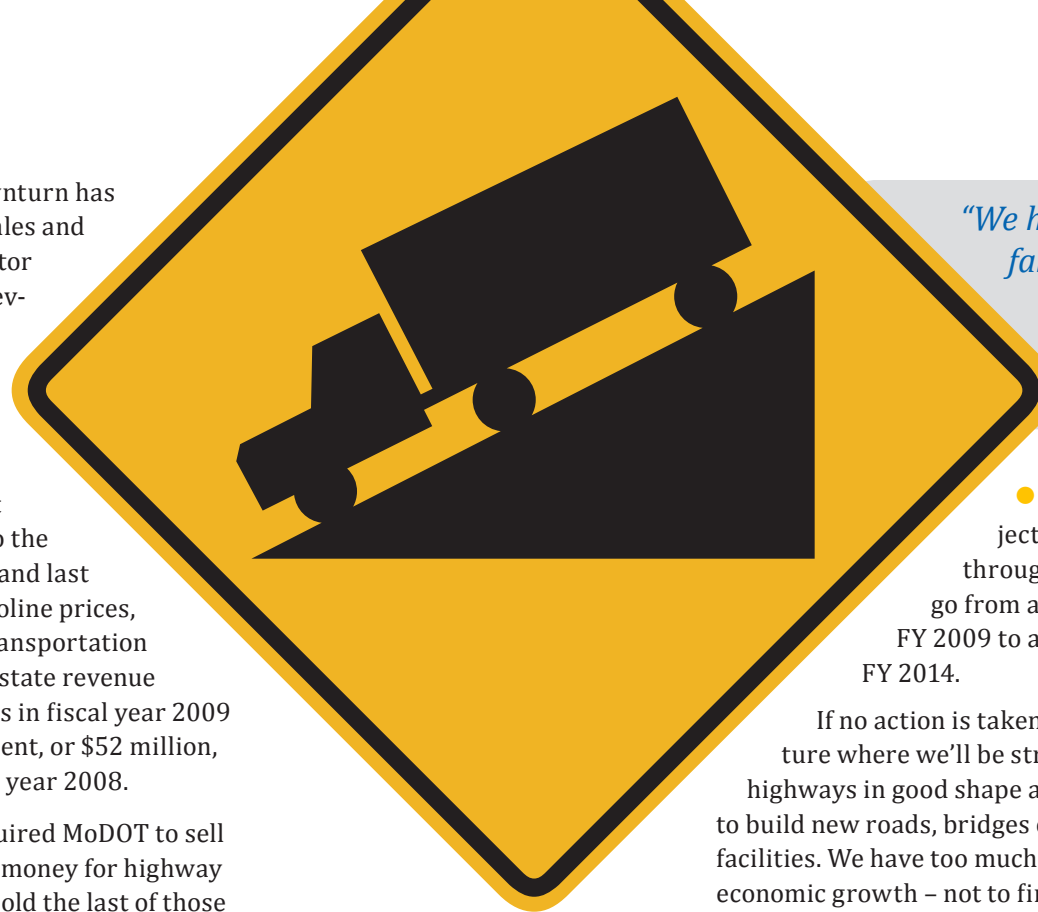 nturn has
les and
tor
ev-
o the
and last
oline prices,
ansportation
state revenue
s in fiscal year 2009
ent, or $52 million,
year 2008.
uired MoDOT to sell
money for highway
old the last of those
“We h
fa
ject
throug
go from a
FY 2009 to a
FY 2014.
If no action is taken
ture where we’ll be str
highways in good shape a
to build new roads, bridges
facilities. We have too much
economic growth – not to fi